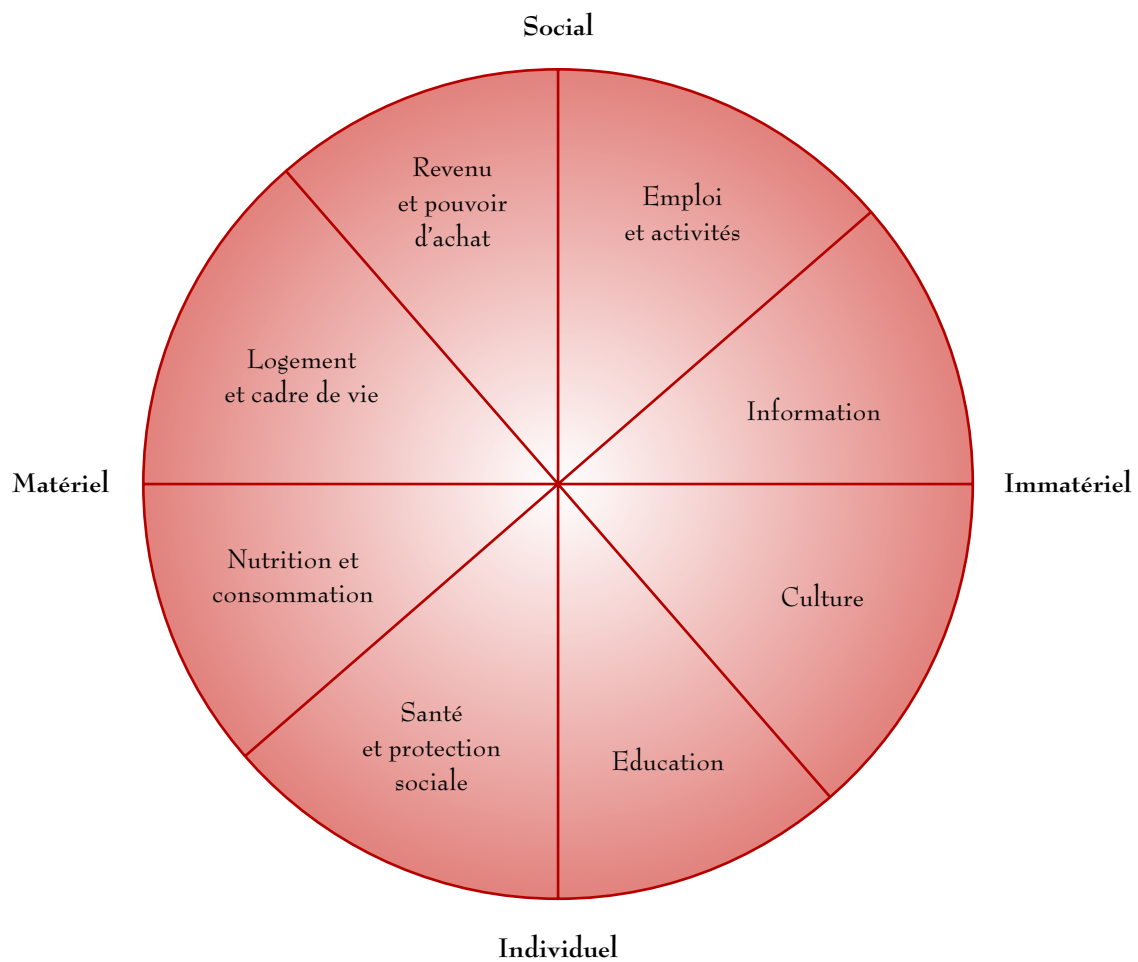 Social
Revenu
et pouvoir
d'achat
Emploi
et activités
Logement
et cadre de vie
Information
Matériel
Immatériel
Nutrition et
consommation
Culture
Santé
et protection
sociale
Education
Individuel